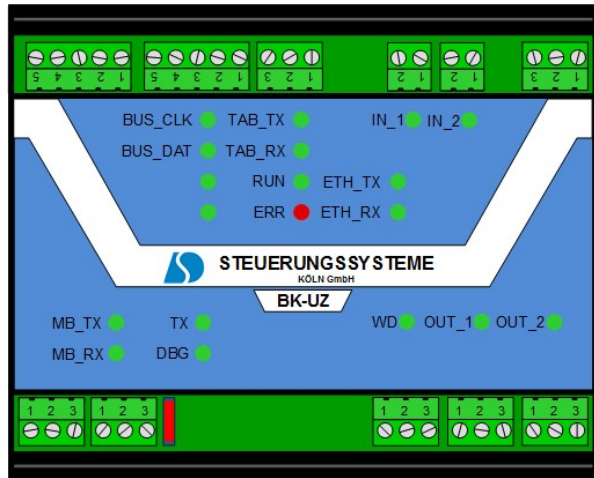 5 4 3 2 1 5 4 3 2 1 3 2 1 2 1 2 1 3 2 1
BUS_CLK TAB_TX IN_1 IN_2
BUS_DAT TAB_RX
RUN ETH_TX
ERR ETH_RX
STEUERUNGSSYSTEME
KÖLN GmbH
BK-UZ
MB_TX TX WD OUT_1 OUT_2
MB_RX DBG
1 2 3 1 2 3 1 2 3 1 2 3 1 2 3